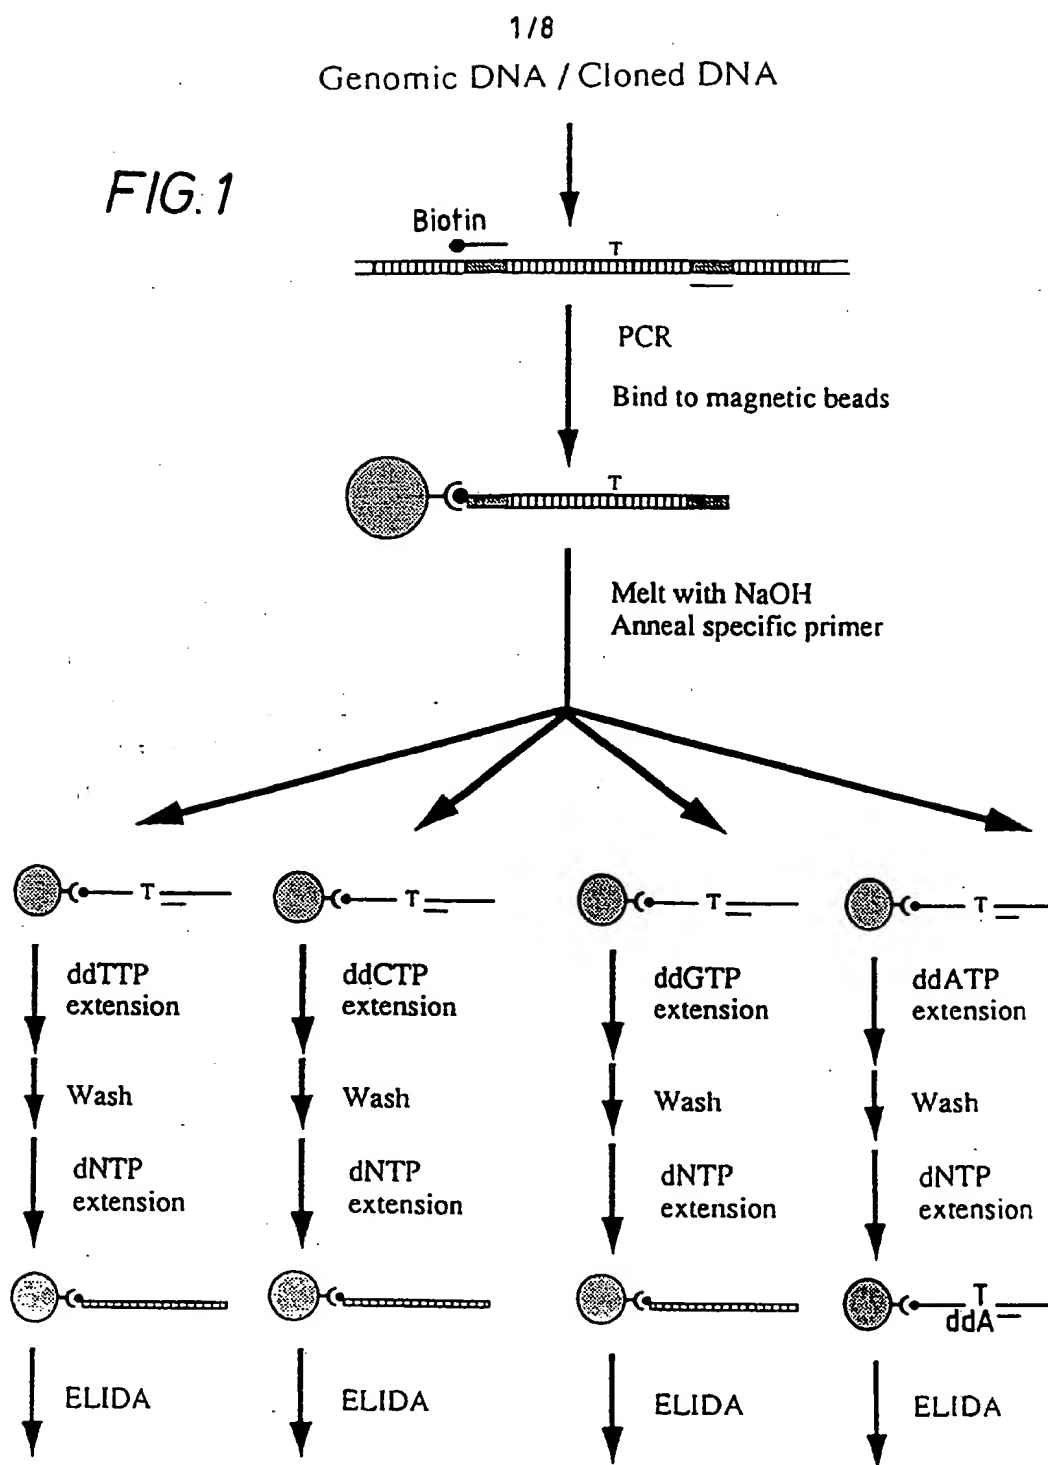 1/8
Genomic DNA / Cloned DNA
FIG.1
Biotin
T
PCR
Bind to magnetic beads
T
Melt with NaOH
Anneal specific primer
T
T
T
T
ddTTP
extension
ddCTP
extension
ddGTP
extension
ddATP
extension
Wash
Wash
Wash
Wash
dNTP
extension
dNTP
extension
dNTP
extension
dNTP
extension
T
ddA
ELIDA
ELIDA
ELIDA
ELIDA